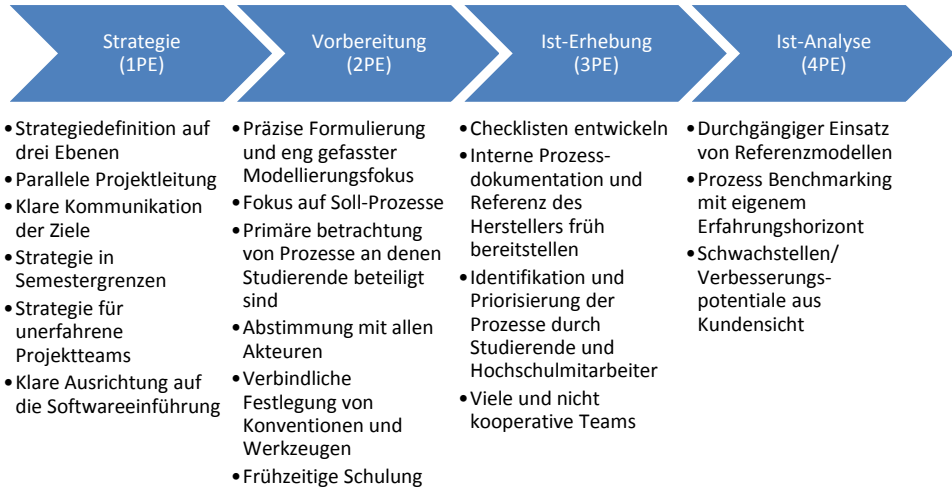 Strategie
(1PE)
Vorbereitung
(2PE)
Ist-Erhebung
(3PE)
Ist-Analyse
(4PE)
•Strategiedefinition auf
drei Ebenen
•Parallele Projektleitung
•Klare Kommunikation
der Ziele
•Strategie in
Semestergrenzen
•Strategie für
unerfahrene
Projektteams
•Klare Ausrichtung auf
die Softwareeinführung
•Präzise Formulierung
und eng gefasster
Modellierungsfokus
•Fokus auf Soll-Prozesse
•Primäre betrachtung
von Prozesse an denen
Studierende beteiligt
sind
•Abstimmung mit allen
Akteuren
•Verbindliche
Festlegung von
Konventionen und
Werkzeugen
•Frühzeitige Schulung
•Checklisten entwickeln
•Interne Prozess-
dokumentation und
Referenz des
Herstellers früh
bereitstellen
•Identifikation und
Priorisierung der
Prozesse durch
Studierende und
Hochschulmitarbeiter
•Viele und nicht
kooperative Teams
•Durchgängiger Einsatz
von Referenzmodellen
•Prozess Benchmarking
mit eigenem
Erfahrungshorizont
•Schwachstellen/
Verbesserungs-
potentiale aus
Kundensicht